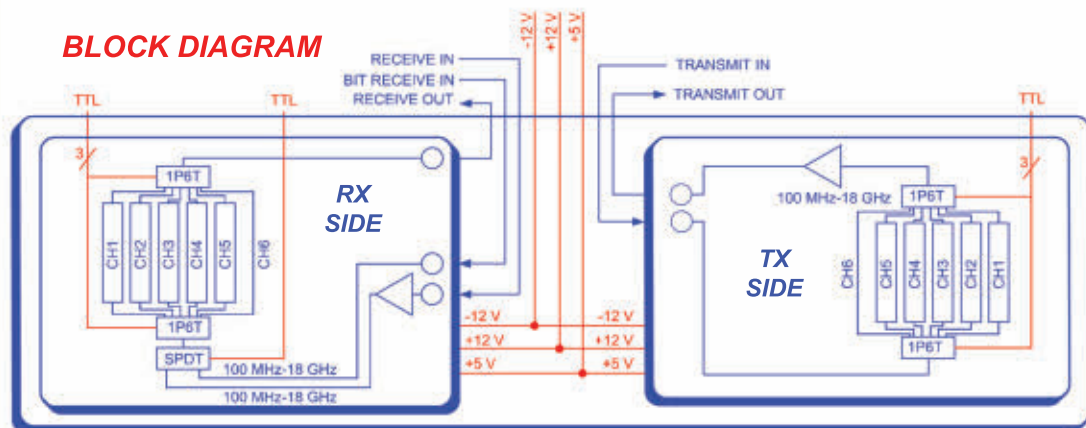 BLOCK DIAGRAM
-12 V
+12 V
+5 V
RECEIVE IN
BIT RECEIVE IN
RECEIVE OUT
TRANSMIT IN
TRANSMIT OUT
TTL
TTL
TTL
3
1P6T
CH1
CH2
CH3
CH4
CH5
CH6
1P6T
SPDT
RX
SIDE
100 MHz-18 GHz
100 MHz-18 GHz
-12 V
+12 V
+5 V
-12 V
+12 V
+5 V
3
100 MHz-18 GHz
1P6T
TX
SIDE
CH6
CH5
CH4
CH3
CH2
CH1
1P6T